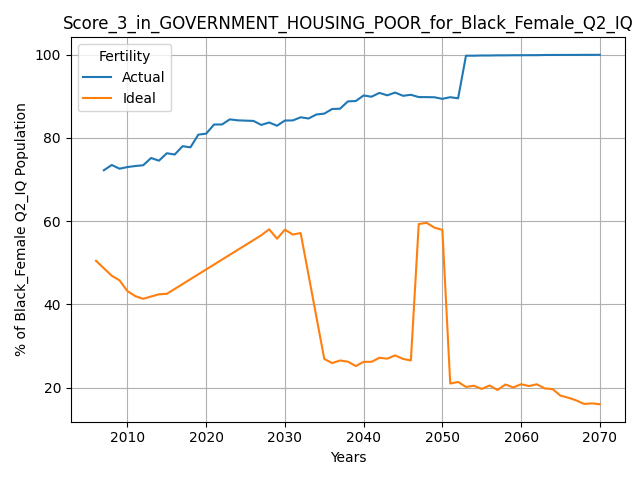 Score_3_in_GOVERNMENT_HOUSING_POOR_for_Black_Female_Q2_IQ
Fertility
Actual
Ideal
% of Black_Female Q2_IQ Population
100
80
60
40
20
2010 2020 2030 2040 2050 2060 2070
Years